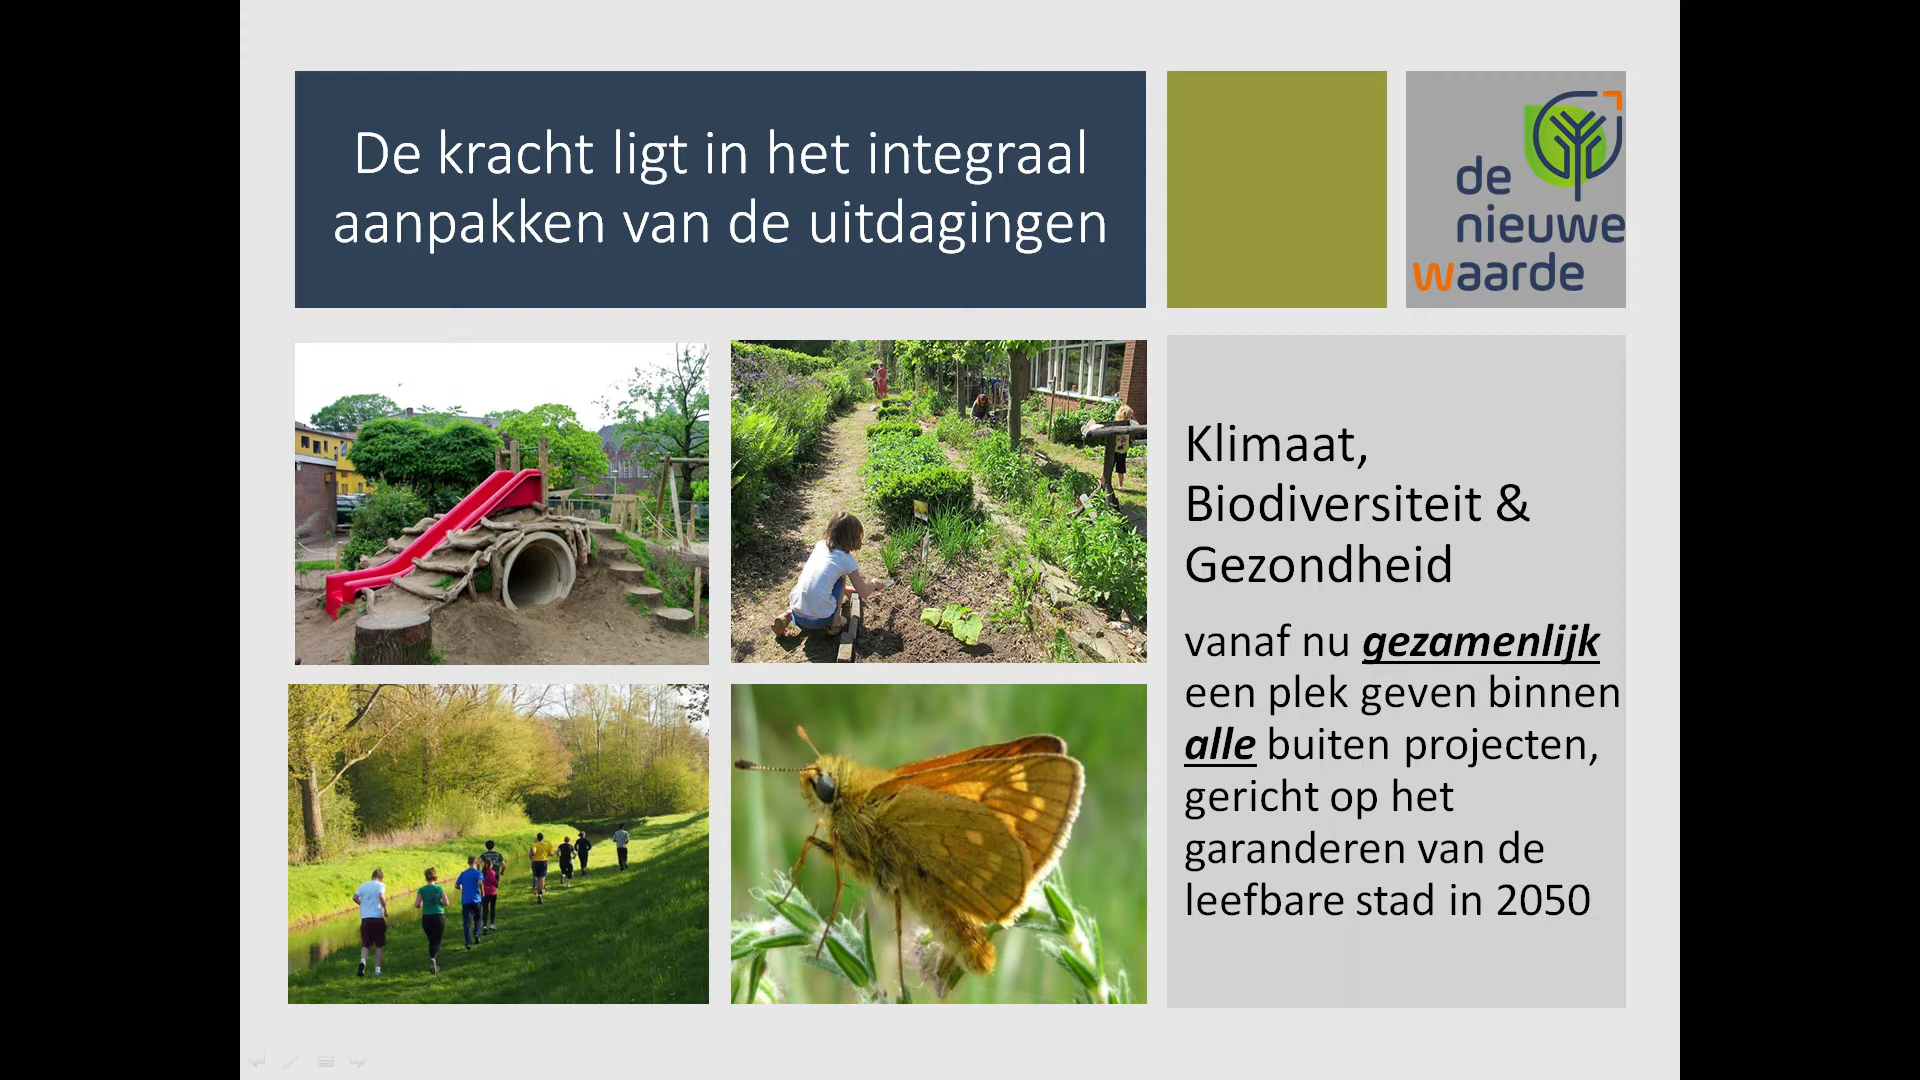 De kracht ligt in het integraal
aanpakken van de uitdagingen
de
nieuwe
waarde
Klimaat,
Biodiversiteit &
Gezondheid
vanaf nu gezamenlijk
een plek geven binnen
alle buiten projecten,
gericht op het
garanderen van de
leefbare stad in 2050